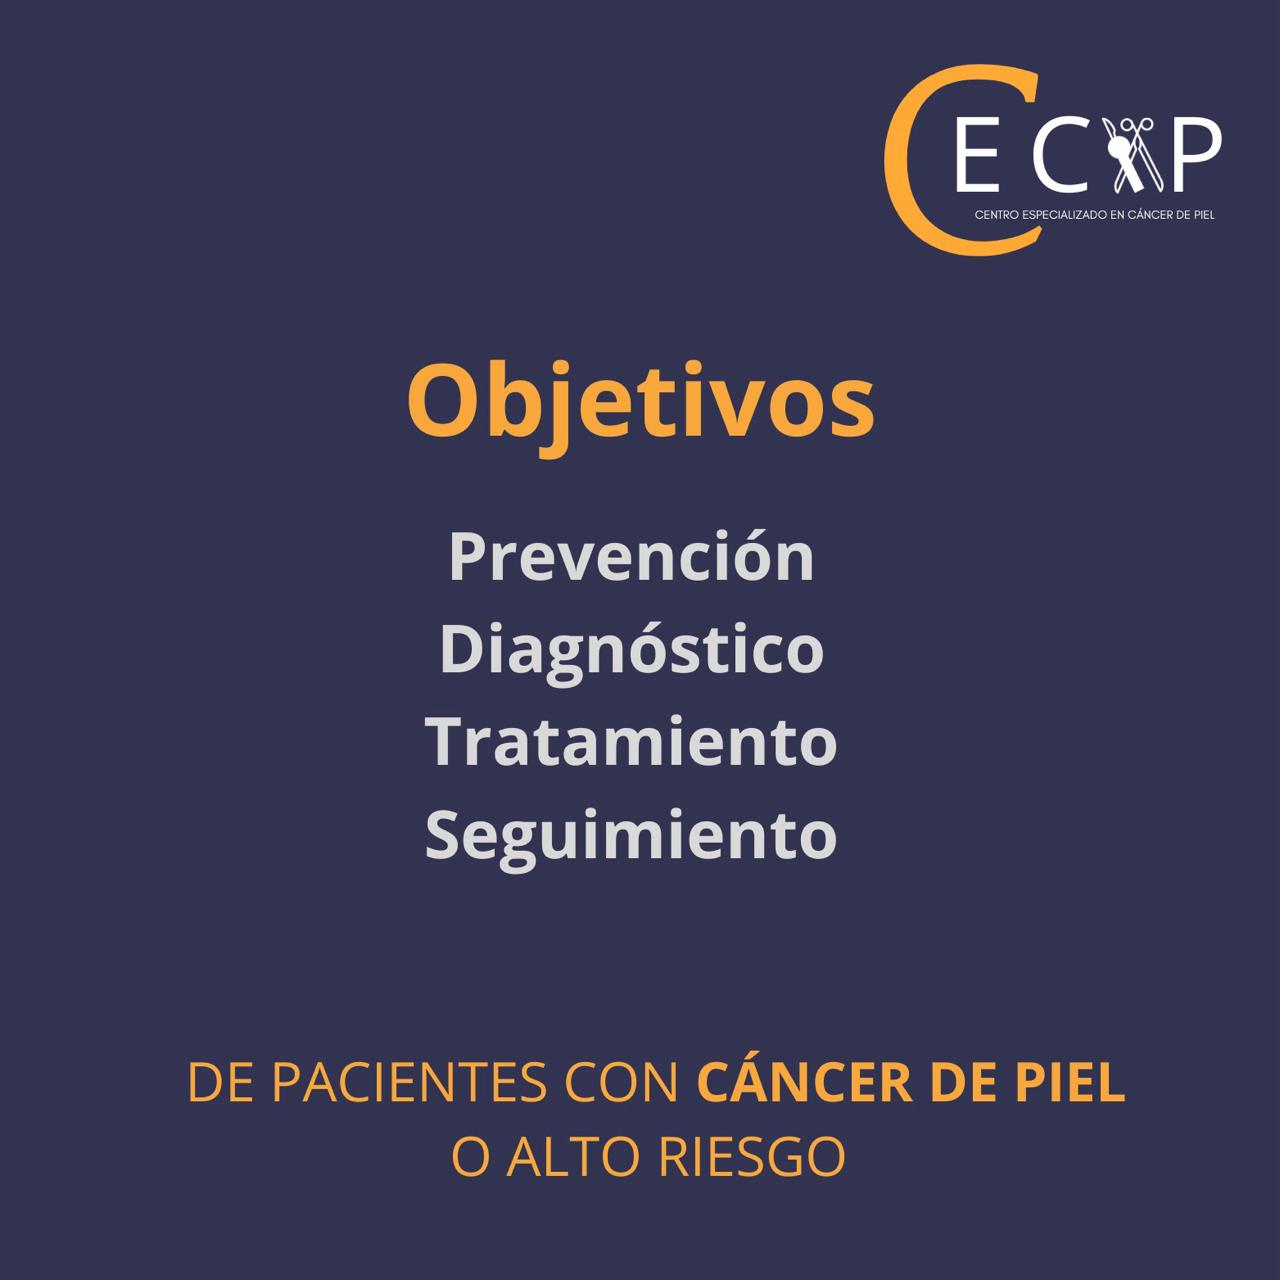 CECAP
CENTRO ESPECIALIZADO EN CÁNCER DE PIEL
Objetivos
Prevención
Diagnóstico
Tratamiento
Seguimiento
DE PACIENTES CON CÁNCER DE PIEL
O ALTO RIESGO